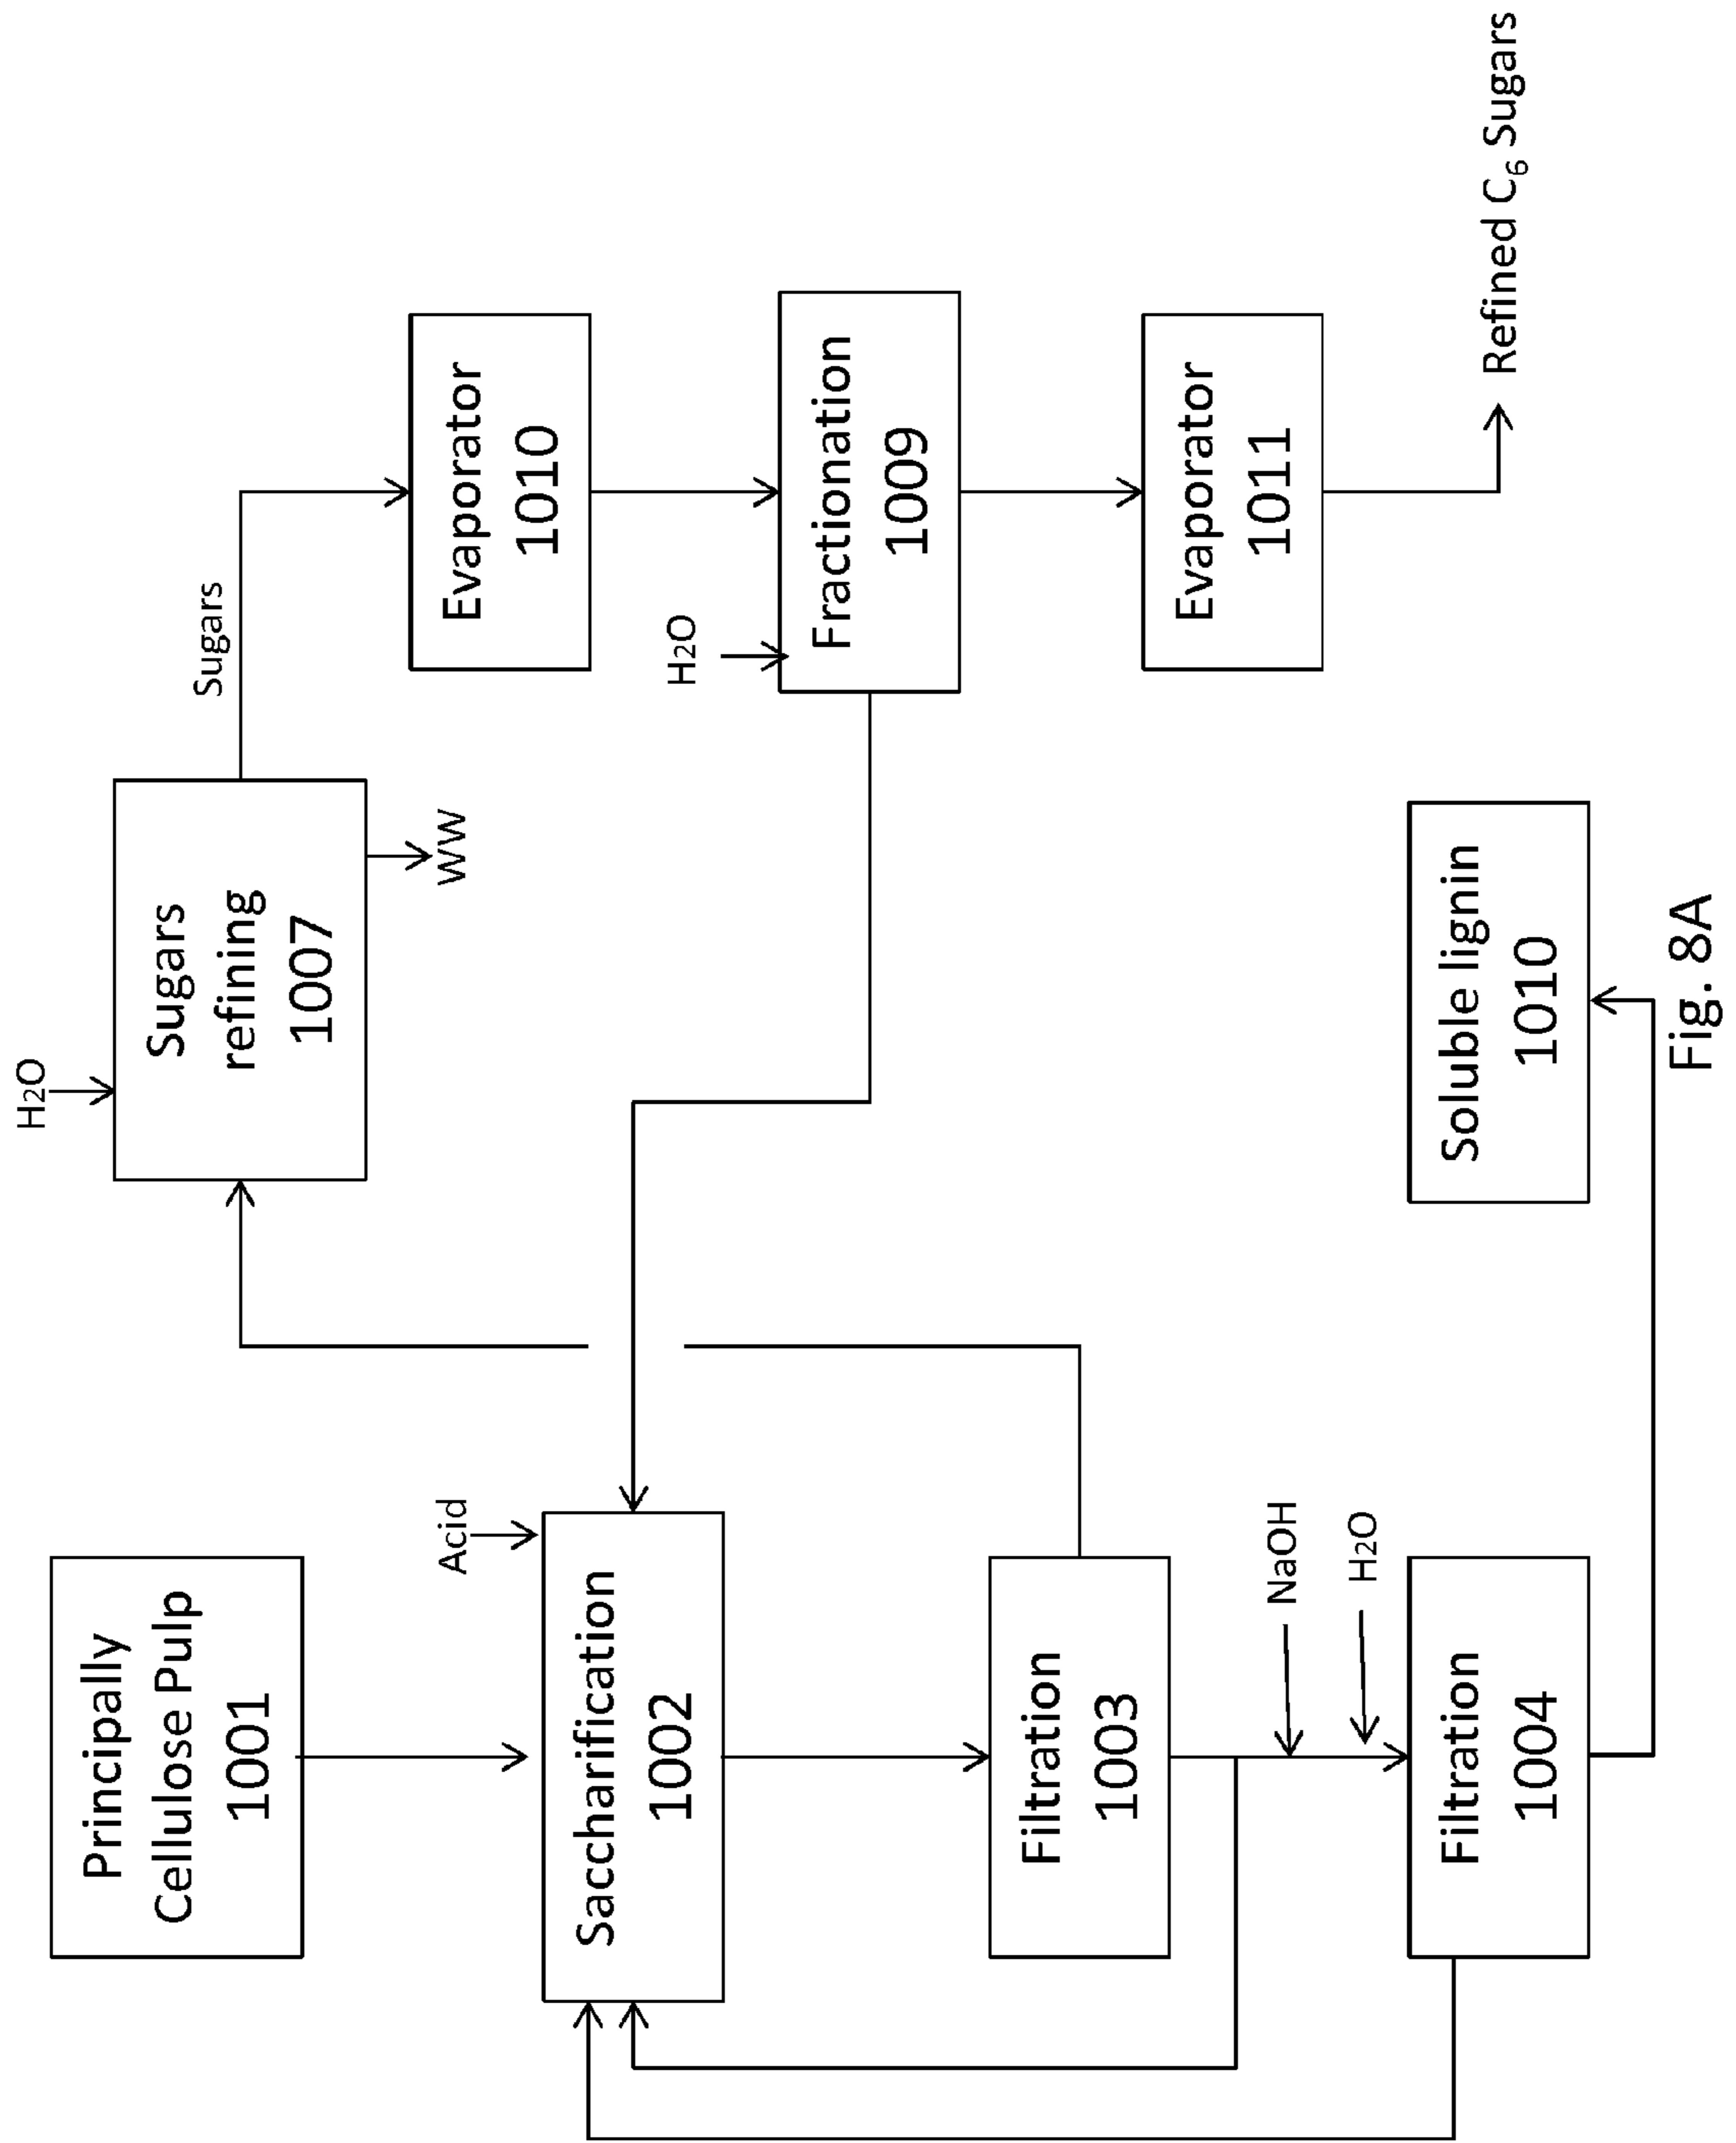 Principally
Cellulose Pulp
1001
Acid
Saccharification
1002
Filtration
1003
NaOH
H2O
Filtration
1004
H2O
Sugars
refining
1007
WW
Sugars
Evaporator
1010
H2O
Fractionation
1009
Evaporator
1011
Refined C6 Sugars
Soluble lignin
1010
Fig. 8A